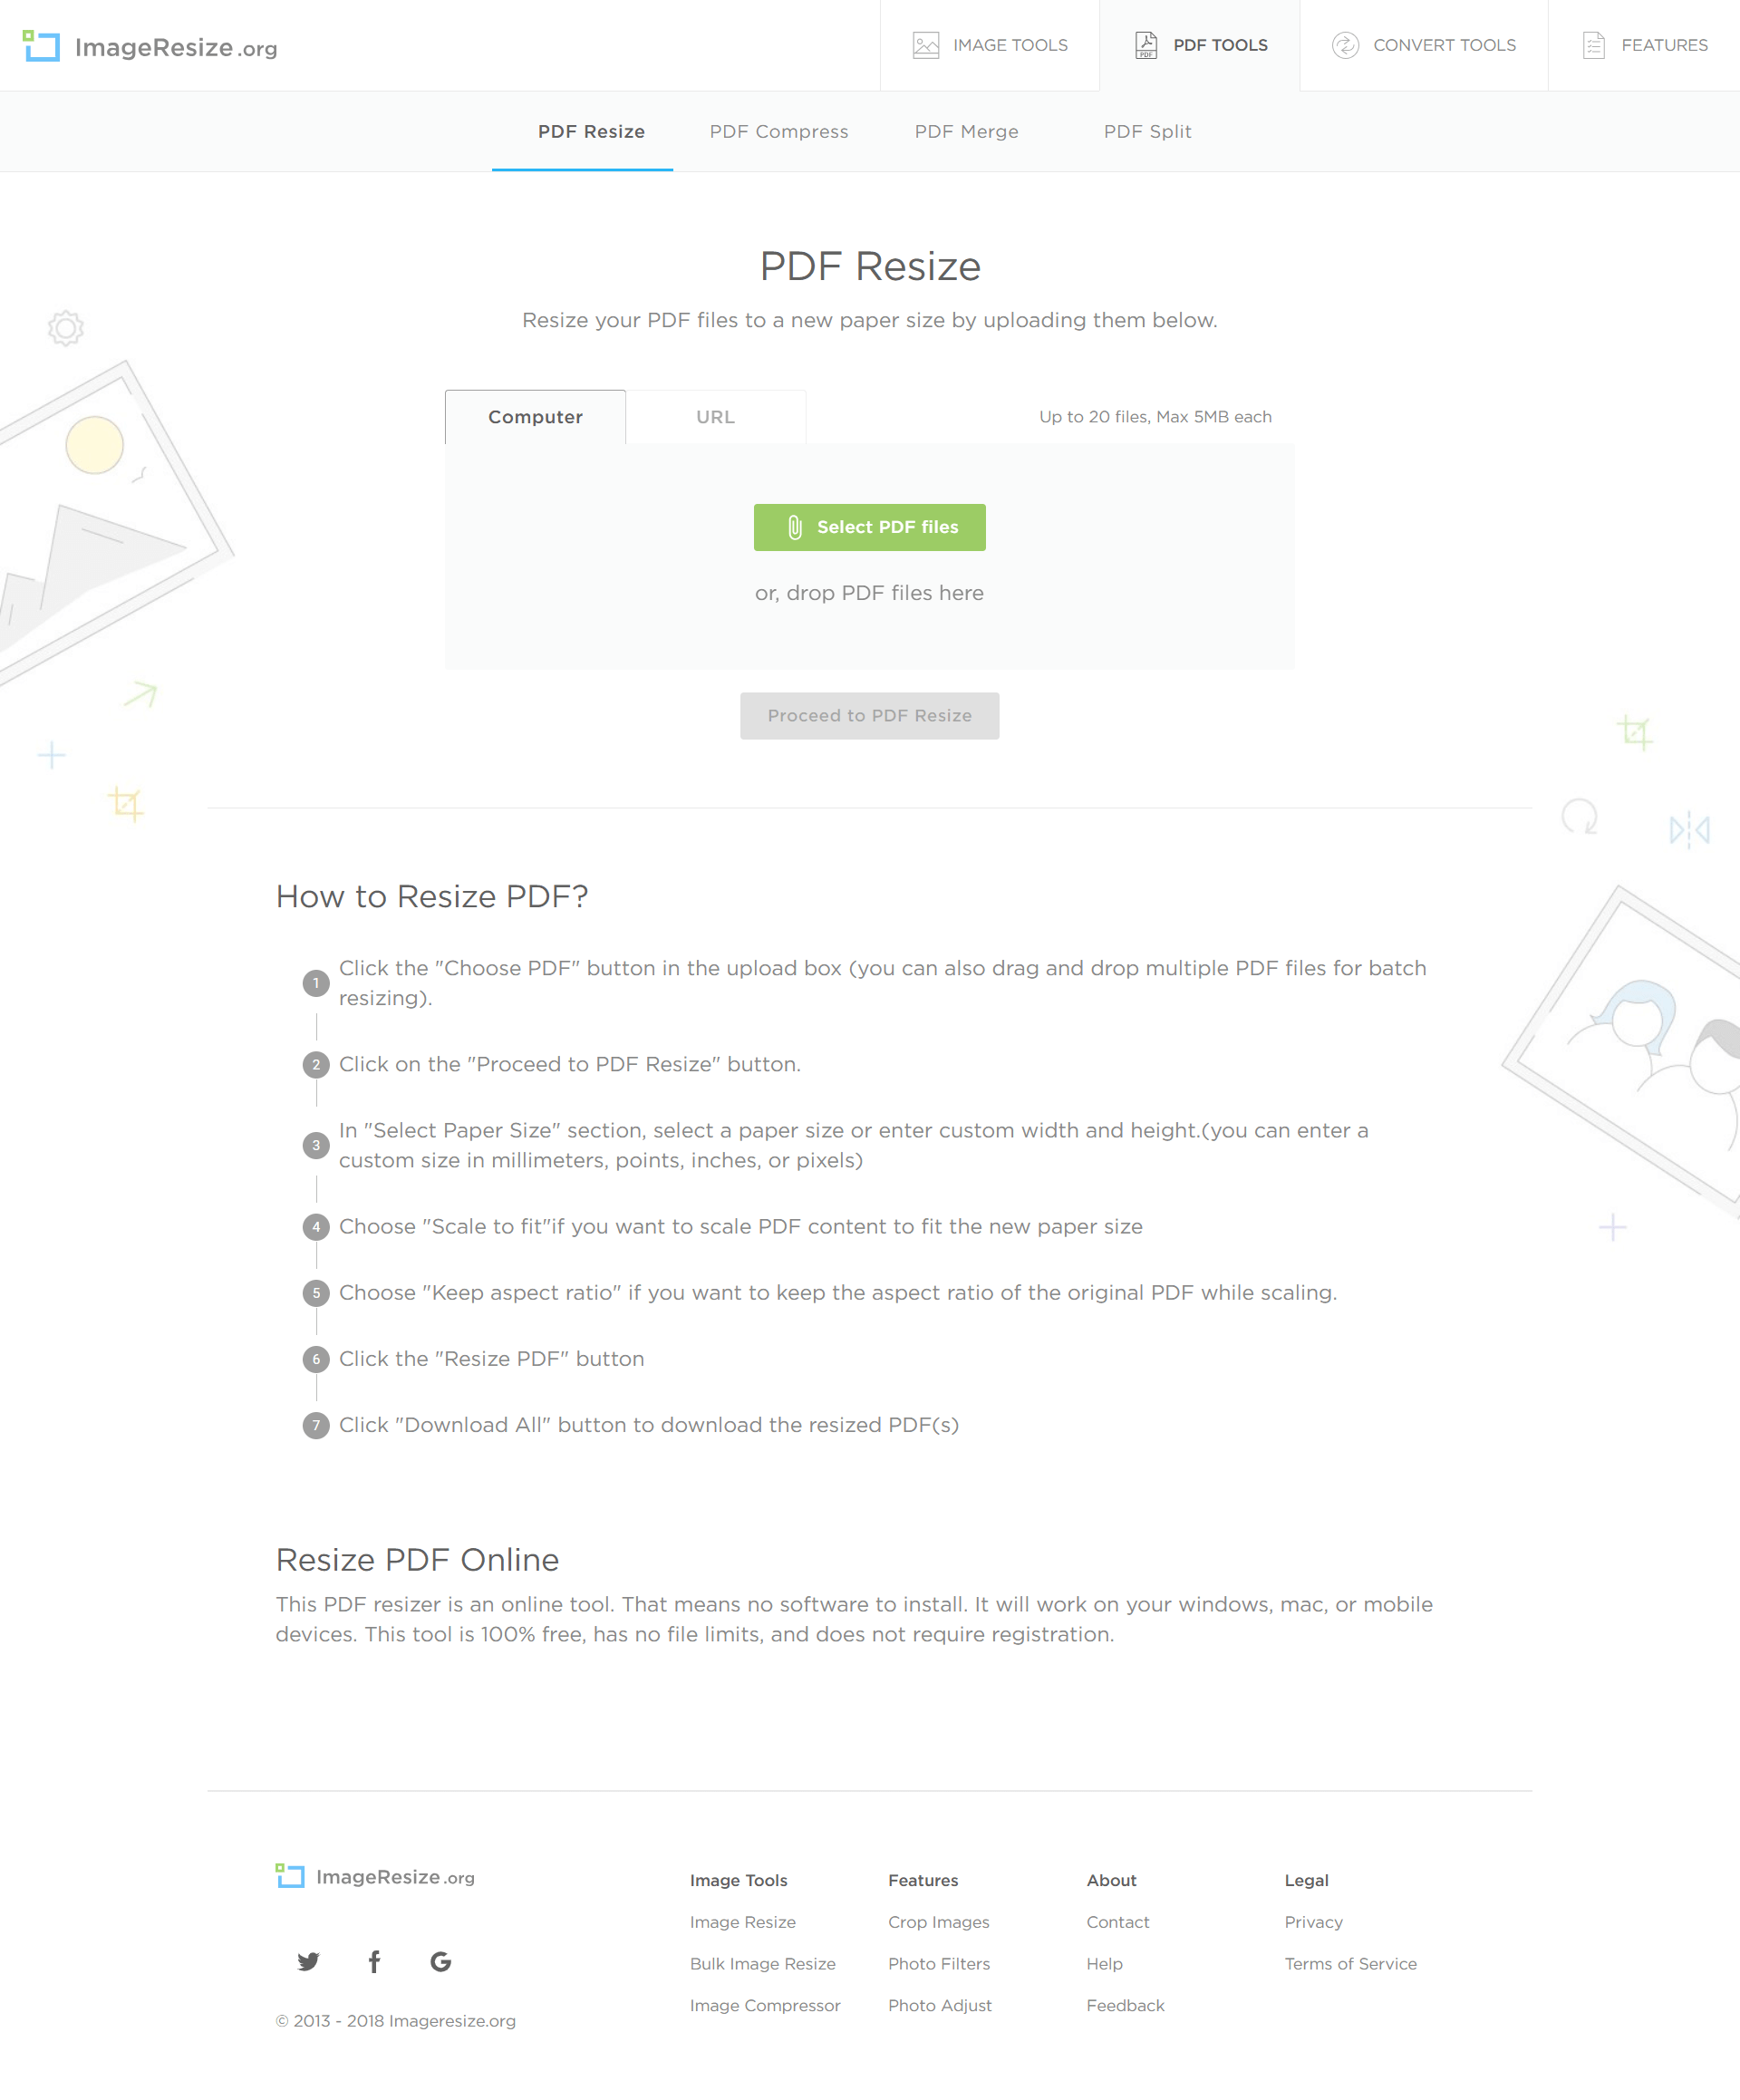 ImageResize.org
IMAGE TOOLS
PDF
PDF TOOLS
CONVERT TOOLS
FEATURES
PDF Resize
PDF Compress
PDF Merge
PDF Split
PDF Resize
Resize your PDF files to a new paper size by uploading them below.
Computer
URL
Up to 20 files, Max 5MB each
Select PDF files
or, drop PDF files here
Proceed to PDF Resize
How to Resize PDF?
1 Click the "Choose PDF" button in the upload box (you can also drag and drop multiple PDF files for batch
resizing).
2 Click on the "Proceed to PDF Resize" button.
3 In "Select Paper Size" section, select a paper size or enter custom width and height.(you can enter a
custom size in millimeters, points, inches, or pixels)
4 Choose "Scale to fit"if you want to scale PDF content to fit the new paper size
5 Choose "Keep aspect ratio" if you want to keep the aspect ratio of the original PDF while scaling.
6 Click the "Resize PDF" button
7 Click "Download All" button to download the resized PDF(s)
Resize PDF Online
This PDF resizer is an online tool. That means no software to install. It will work on your windows, mac, or mobile
devices. This tool is 100% free, has no file limits, and does not require registration.
ImageResize.org
© 2013 - 2018 Imageresize.org
Image Tools
Image Resize
Bulk Image Resize
Image Compressor
Features
Crop Images
Photo Filters
Photo Adjust
About
Contact
Help
Feedback
Legal
Privacy
Terms of Service